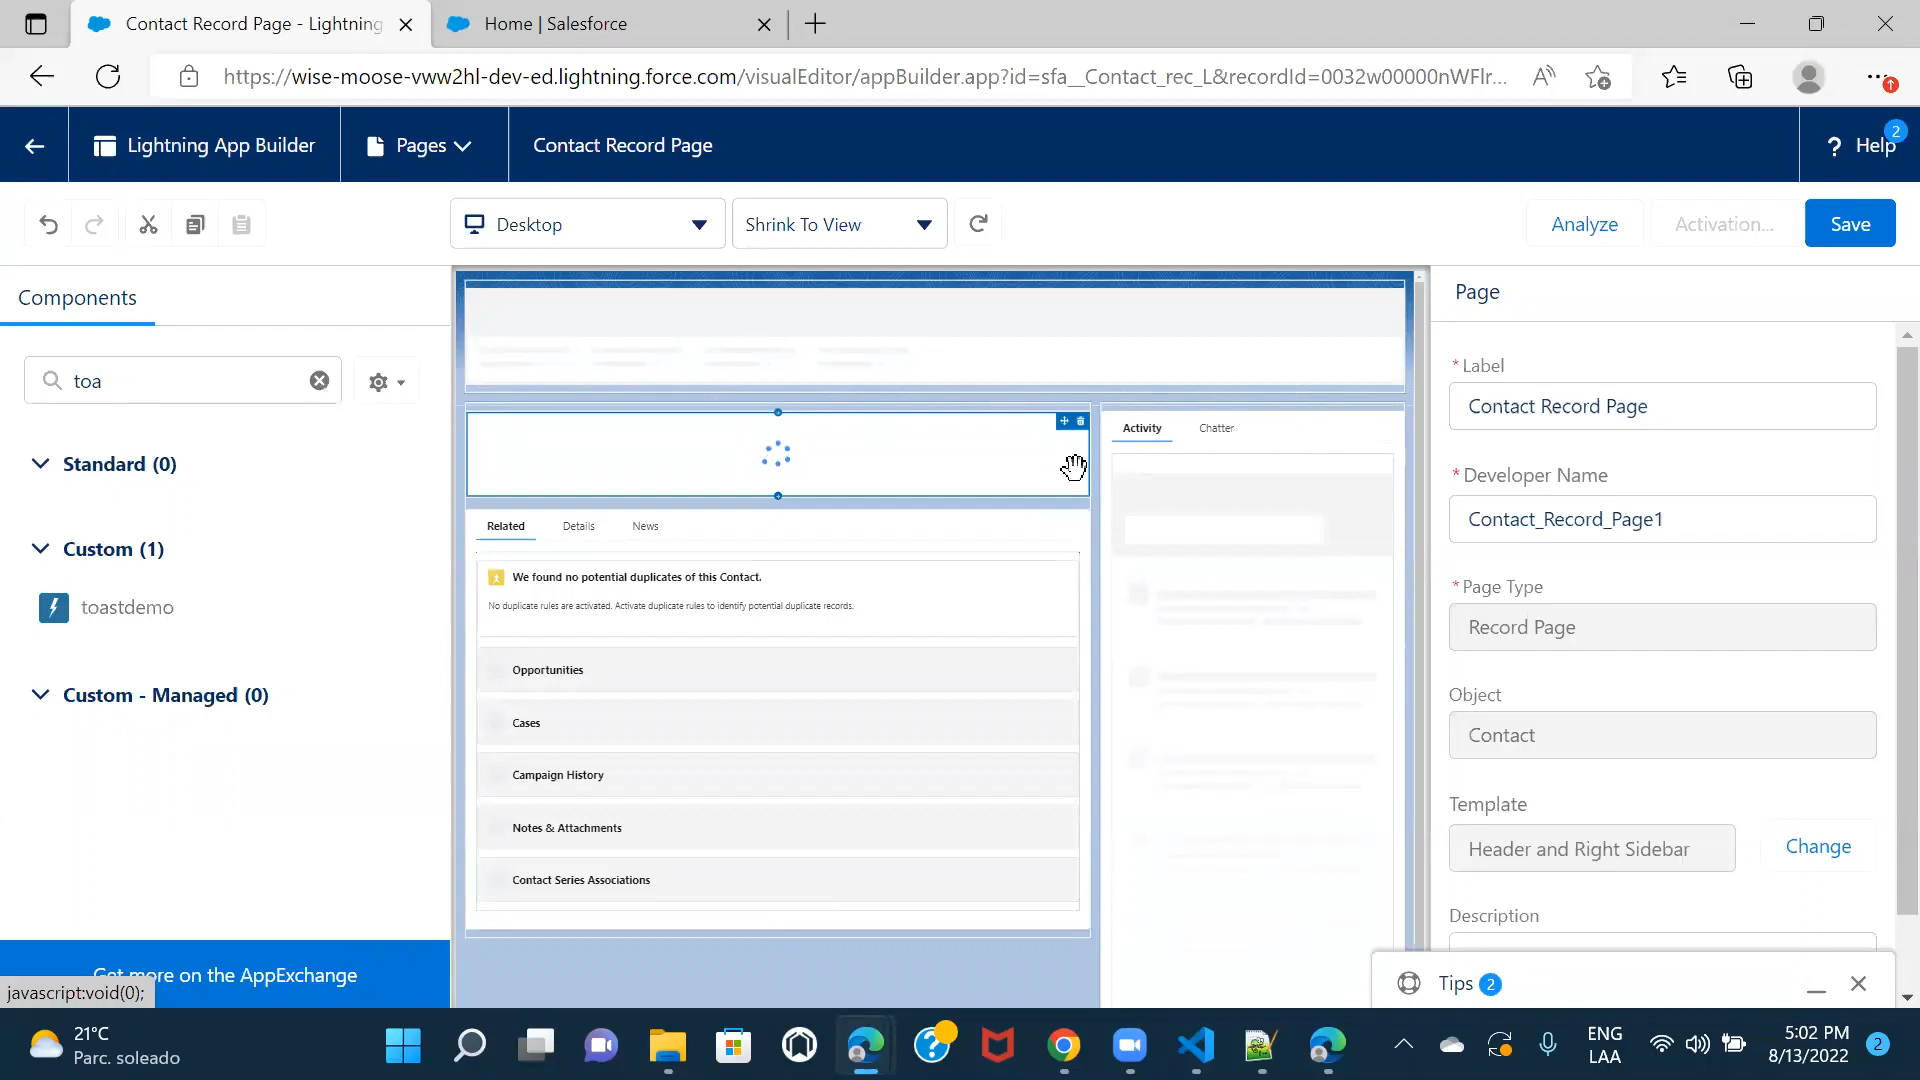 Contact Record Page - Lightning
Home | Salesforce
https://wise-moose-vww2hl-dev-ed.lightning.force.com/visualEditor/appBuilder.app?id=sfa__Contact_rec_L&recordId=0032w00000nWFlr...
Lightning App Builder
Pages
Contact Record Page
? Help
2
Desktop
Shrink To View
Analyze
Activation...
Save
Components
toa
Standard (0)
Custom (1)
toastdemo
Custom - Managed (0)
Get more on the AppExchange
javascript:void(0);
Activity
Chatter
Related
Details
News
We found no potential duplicates of this Contact.
No duplicate rules are activated. Activate duplicate rules to identify potential duplicate records.
Opportunities
Cases
Campaign History
Notes & Attachments
Contact Series Associations
Page
* Label
Contact Record Page
* Developer Name
Contact_Record_Page1
* Page Type
Record Page
Object
Contact
Template
Header and Right Sidebar
Change
Description
Tips 2
21°C
Parc. soleado
ENG
LAA
5:02 PM
8/13/2022
2